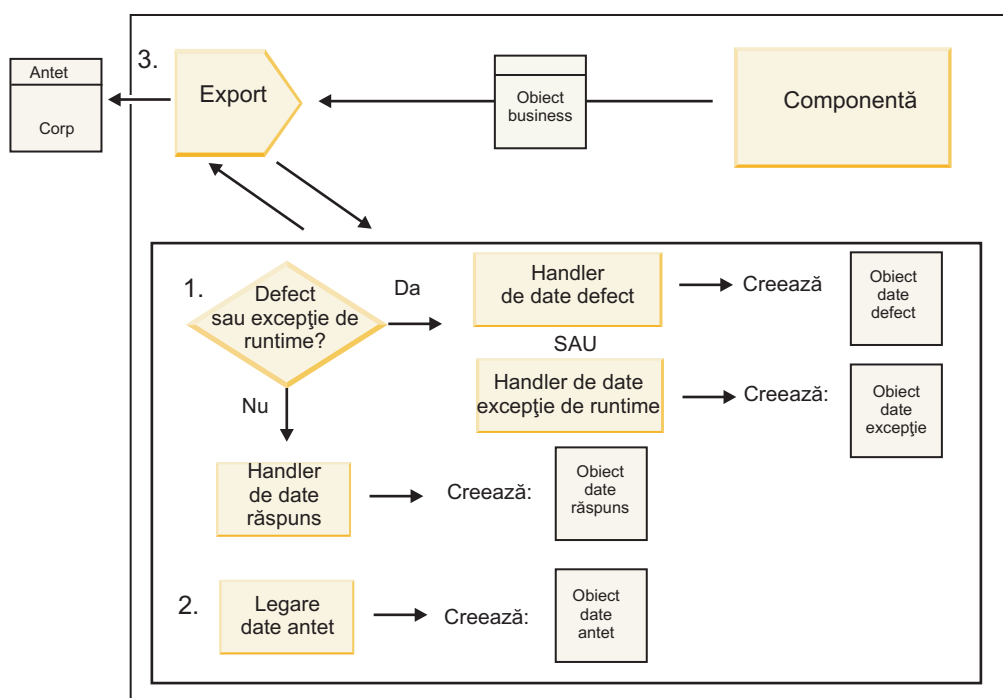 3.
Antet
Corp
Export
Obiect
business
Componentă
1.
Defect
sau excepţie de
runtime?
Da
Handler
de date defect
Creează
Obiect
date
defect
SAU
Handler de date
excepţie de runtime
Creează:
Obiect
date
excepţie
Nu
Handler
de date
răspuns
Creează:
Obiect
date
răspuns
2.
Legare
date antet
Creează:
Obiect
date
antet